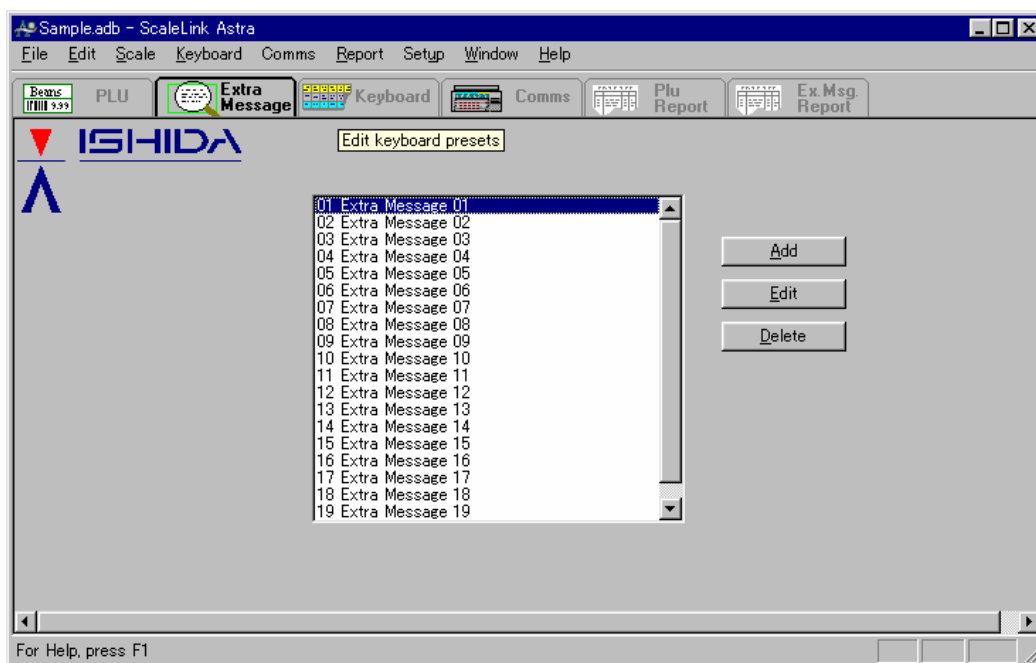 Sample.adb - ScaleLink Astra
File Edit Scale Keyboard Comms Report Setup Window Help
Beans
9.99
PLU
Extra
Message
Keyboard
Comms
Plu
Report
Ex.Msg.
Report
ISHIDA
Edit keyboard presets
01 Extra Message 01
02 Extra Message 02
03 Extra Message 03
04 Extra Message 04
05 Extra Message 05
06 Extra Message 06
07 Extra Message 07
08 Extra Message 08
09 Extra Message 09
10 Extra Message 10
11 Extra Message 11
12 Extra Message 12
13 Extra Message 13
14 Extra Message 14
15 Extra Message 15
16 Extra Message 16
17 Extra Message 17
18 Extra Message 18
19 Extra Message 19
Add
Edit
Delete
For Help, press F1